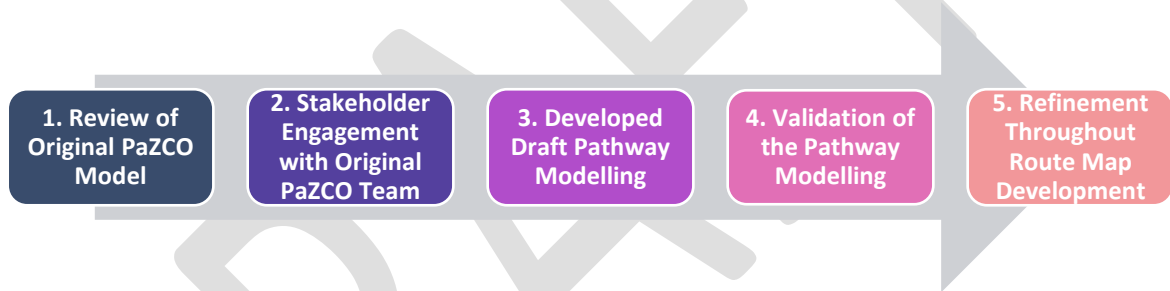 1. Review of
Original PaZCO
Model
2. Stakeholder
Engagement
with Original
PaZCO Team
3. Developed
Draft Pathway
Modelling
4. Validation of
the Pathway
Modelling
5. Refinement
Throughout
Route Map
Development